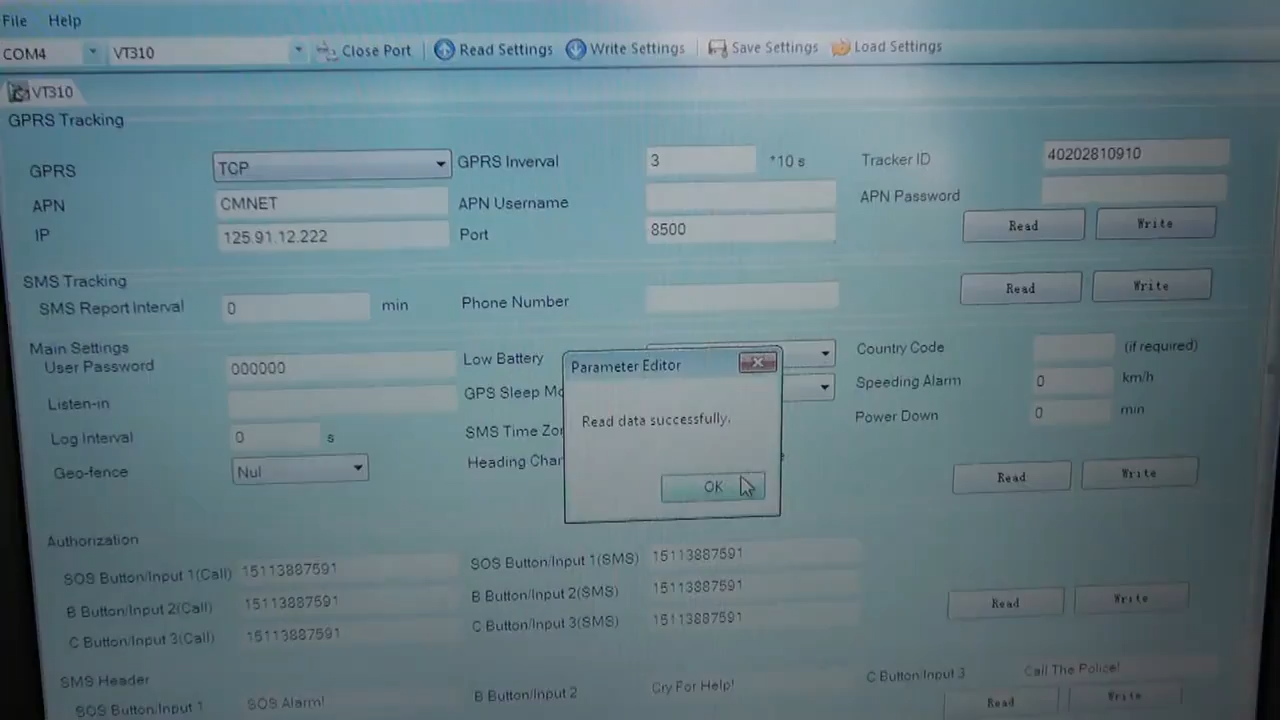 File Help
COM4 VT310 Close Port Read Settings Write Settings Save Settings Load Settings
VT310
GPRS Tracking
GPRS TCP GPRS Inverval 3 *10 s Tracker ID 40202810910
APN CMNET APN Username APN Password
IP 125.91.12.222 Port 8500 Read Write
SMS Tracking
SMS Report Interval 0 min Phone Number Read Write
Main Settings
User Password 000000 Low Battery Country Code (if required)
Listen-in GPS Sleep Mo Speeding Alarm 0 km/h
Log Interval 0 s SMS Time Zon Power Down 0 min
Geo-fence Nul Heading Chan Read Write
Parameter Editor
Read data successfully.
OK
Authorization
SOS Button/Input 1(Call) 15113887591 SOS Button/Input 1(SMS) 15113887591
B Button/Input 2(Call) 15113887591 B Button/Input 2(SMS) 15113887591 Read Write
C Button/Input 3(Call) 15113887591 C Button/Input 3(SMS) 15113887591
SMS Header
SOS Button/Input 1 SOS Alarm! B Button/Input 2 Cry For Help! C Button/Input 3 Call The Police!
Read Write